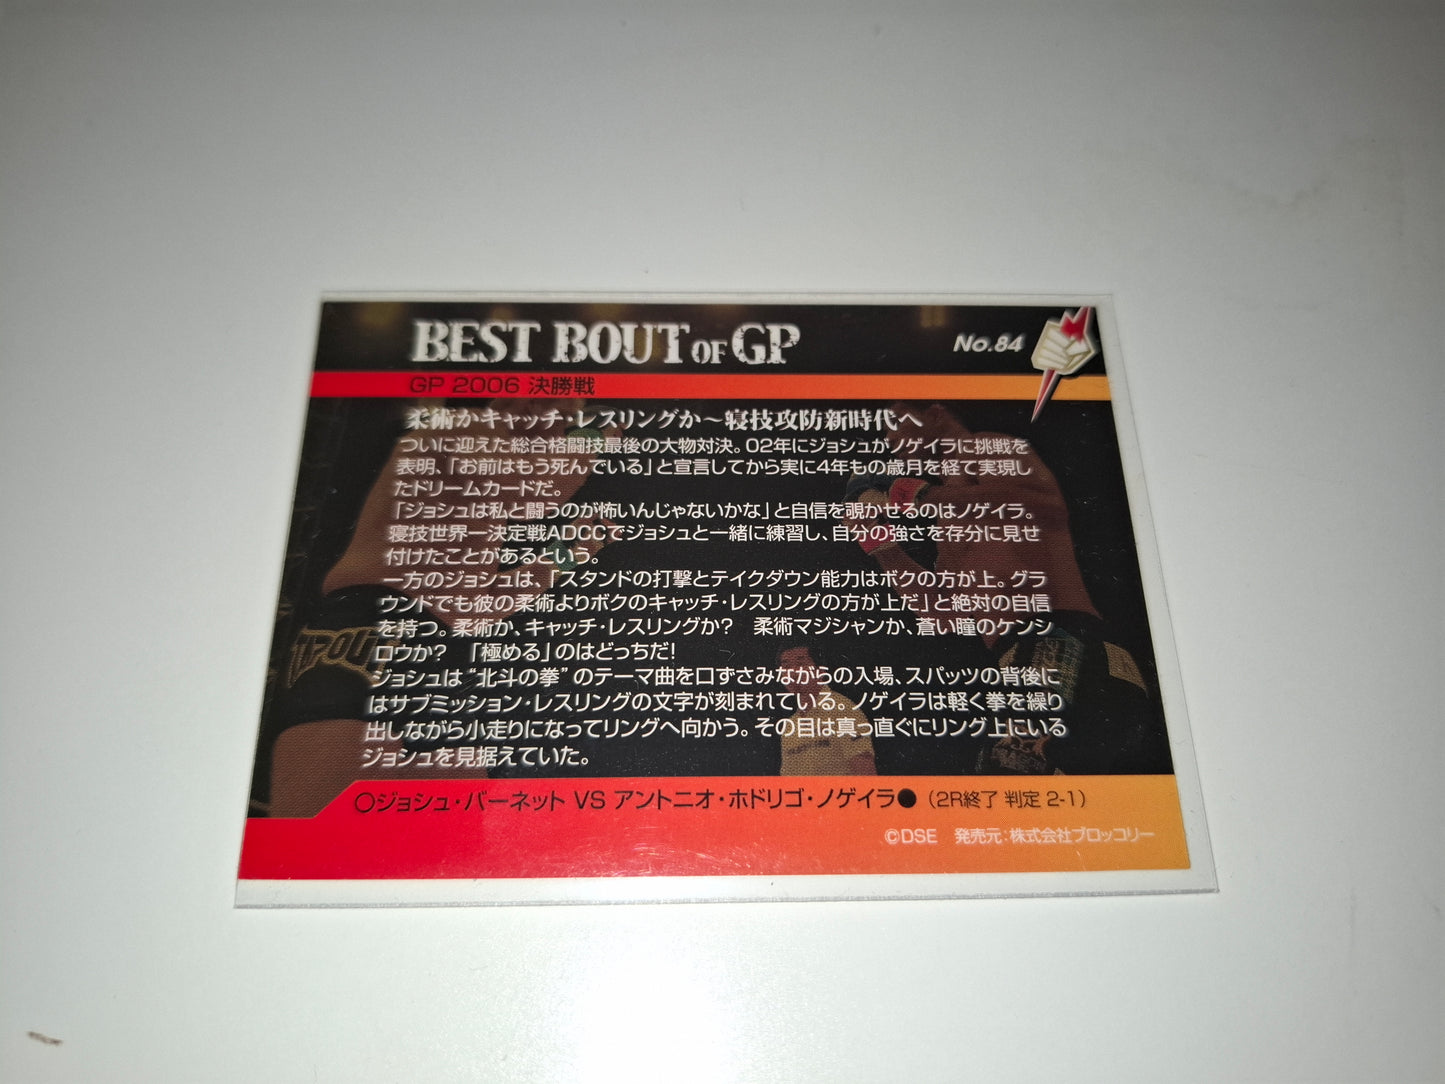 BEST BOUT OF GP
No.84
GP 2006 決勝戦
柔術かキャッチ・レスリングか～寝技攻防新時代へ
ついに迎えた総合格闘技最後の大物対決。02年にジョシュがノゲイラに挑戦を
表明、「お前はもう死んでいる」と宣言してから実に4年もの歳月を経て実現し
たドリームカードだ。
「ジョシュは私と闘うのが怖いんじゃないかな」と自信を覗かせるのはノゲイラ。
寝技世界一決定戦ADCCでジョシュと一緒に練習し、自分の強さを存分に見せ
付けたことがあるという。
一方のジョシュは、「スタンドの打撃とテイクダウン能力はボクの方が上。グラ
ウンドでも彼の柔術よりボクのキャッチ・レスリングの方が上だ」と絶対の自信
を持つ。柔術か、キャッチ・レスリングか？　柔術マジシャンか、蒼い瞳のケンシ
ロウか？　「極める」のはどっちだ！
ジョシュは“北斗の拳”のテーマ曲を口ずさみながらの入場、スパッツの背後に
はサブミッション・レスリングの文字が刻まれている。ノゲイラは軽く拳を繰り
出しながら小走りになってリングへ向かう。その目は真っ直ぐにリング上にいる
ジョシュを見据えていた。
○ジョシュ・バーネット VS アントニオ・ホドリゴ・ノゲイラ●（2R終了 判定 2-1）
©DSE　発売元：株式会社ブロッコリー